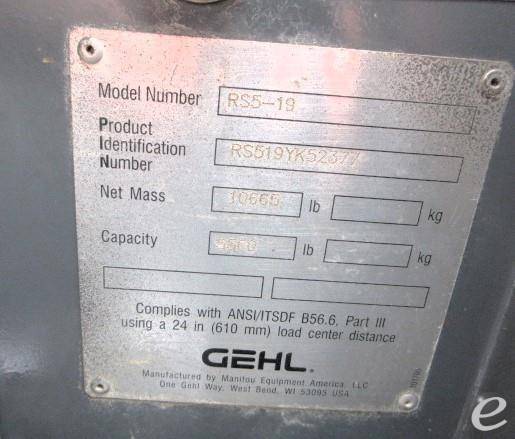 Model Number RS5-19
Product
Identification
Number
RS519YK52377
Net Mass 10665 lb kg
Capacity lb kg
Complies with ANSI/ITSDF B56.6, Part III
using a 24 in (610 mm) load center distance
GEHL.
Manufactured by Manitou Equipment America, LLC
One Gehl Way, West Bend, WI 53095 USA
e